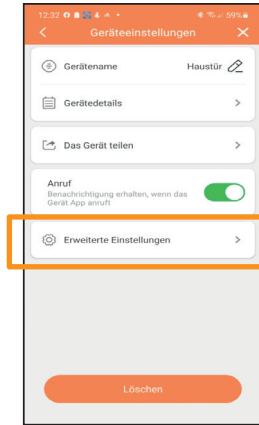 12:32
59%
Geräteeinstellungen
Gerätename Haustür
Gerätedetails
Das Gerät teilen
Anruf
Benachrichtigung erhalten, wenn das
Gerät App anruft
Erweiterte Einstellungen
Löschen